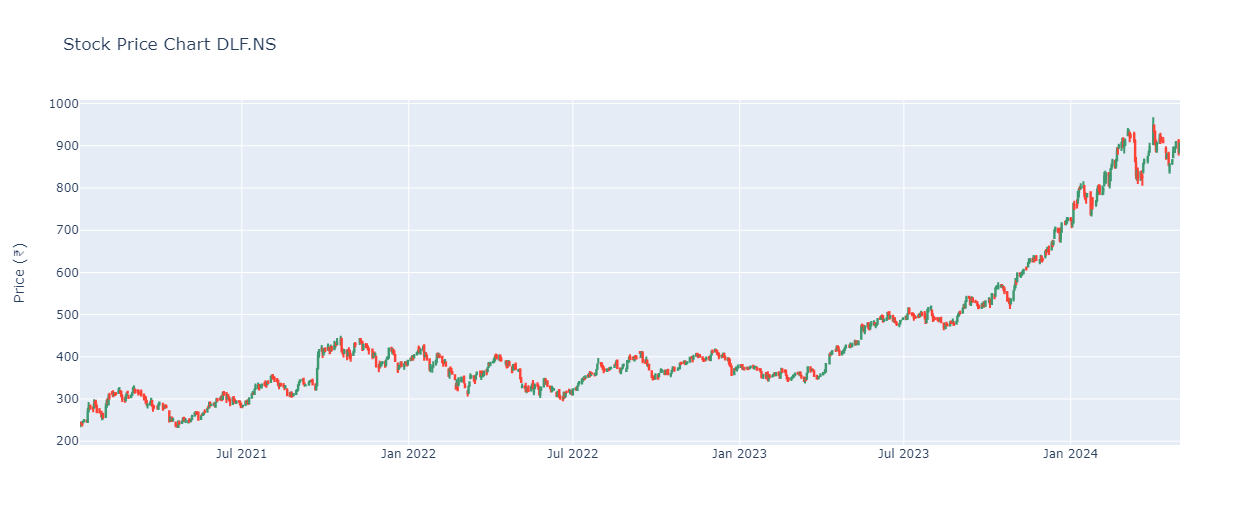 Stock Price Chart DLF.NS
Price (₹)
1000
900
800
700
600
500
400
300
200
Jul 2021
Jan 2022
Jul 2022
Jan 2023
Jul 2023
Jan 2024